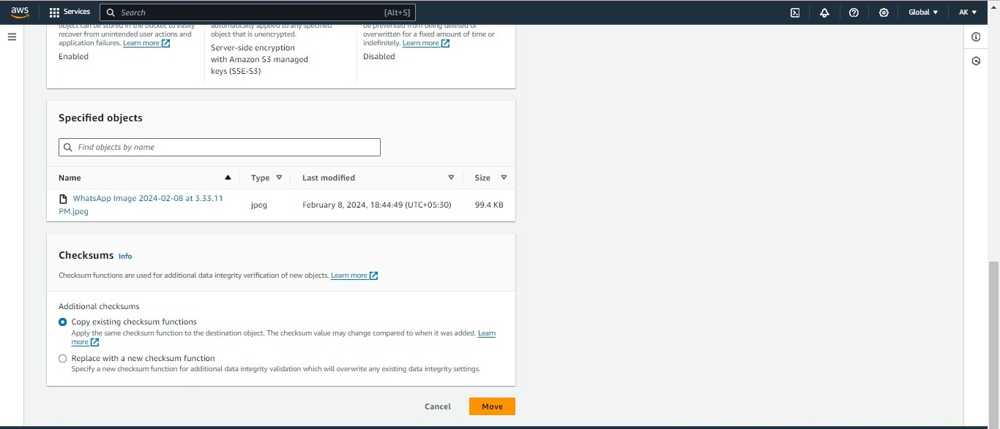 aws
Services
Search
[Alt+S]
Global
AK
object can be stored in the bucket to easily
recover from unintended user actions and
application failures. Learn more
Enabled
automatically applied to any specified
object that is unencrypted.
Server-side encryption
with Amazon S3 managed
keys (SSE-S3)
be prevented from being deleted or
overwritten for a fixed amount of time or
indefinitely. Learn more
Disabled
Specified objects
Find objects by name
Name Type Last modified Size
WhatsApp Image 2024-02-08 at 3.33.11
PM.jpeg
jpeg
February 8, 2024, 18:44:49 (UTC+05:30)
99.4 KB
Checksums Info
Checksum functions are used for additional data integrity verification of new objects. Learn more
Additional checksums
Copy existing checksum functions
Apply the same checksum function to the destination object. The checksum value may change compared to when it was added. Learn
more
Replace with a new checksum function
Specify a new checksum function for additional data integrity validation which will overwrite any existing data integrity settings.
Cancel
Move